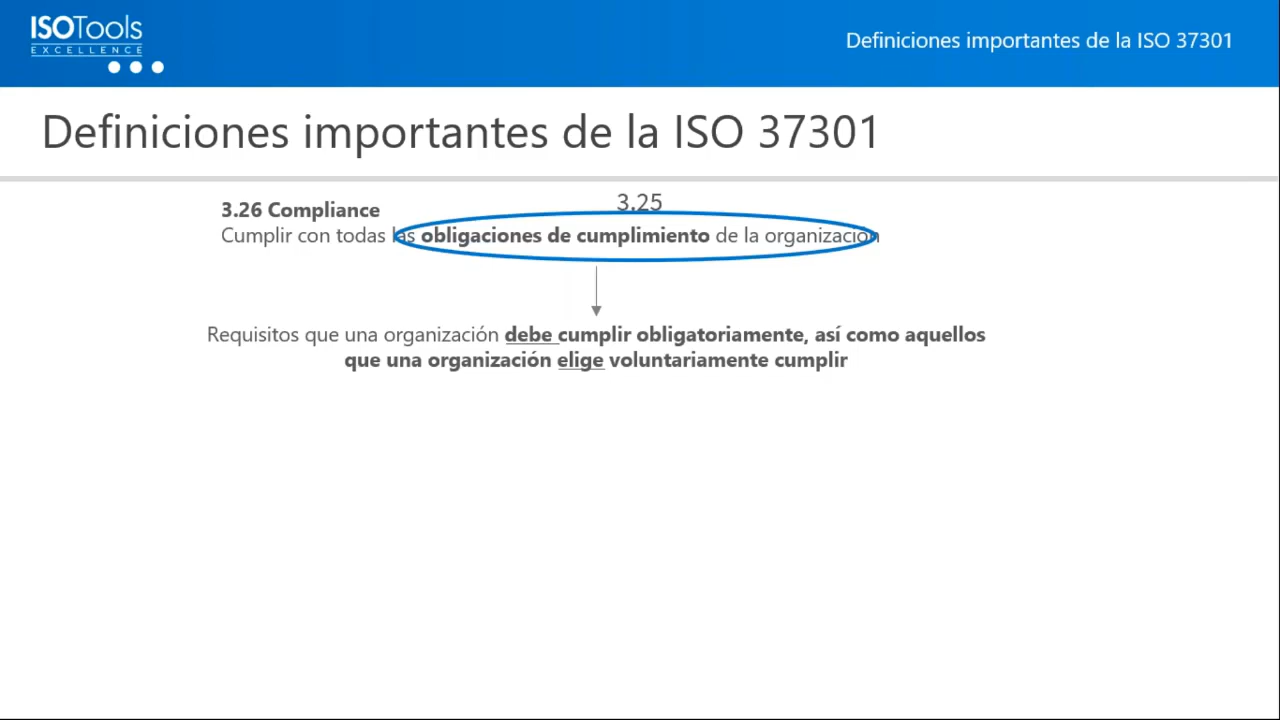 ISOTools
EXCELLENCE
Definiciones importantes de la ISO 37301
Definiciones importantes de la ISO 37301
3.25
3.26 Compliance
Cumplir con todas las obligaciones de cumplimiento de la organización
Requisitos que una organización debe cumplir obligatoriamente, así como aquellos
que una organización elige voluntariamente cumplir